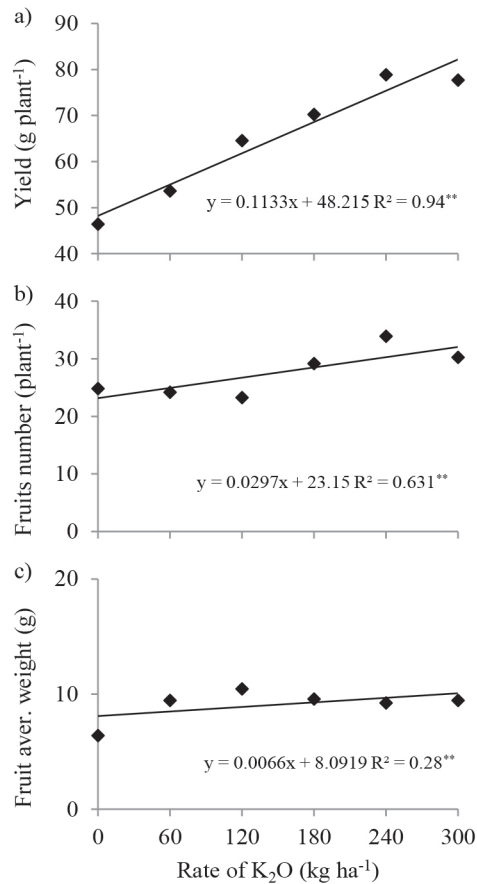 a)
Yield (g plant⁻¹)
90
80
70
60
50
40
y = 0.1133x + 48.215 R² = 0.94**
b)
Fruits number (plant⁻¹)
40
30
20
10
0
y = 0.0297x + 23.15 R² = 0.631**
c)
Fruit aver. weight (g)
20
10
0
y = 0.0066x + 8.0919 R² = 0.28**
0 60 120 180 240 300
Rate of K₂O (kg ha⁻¹)